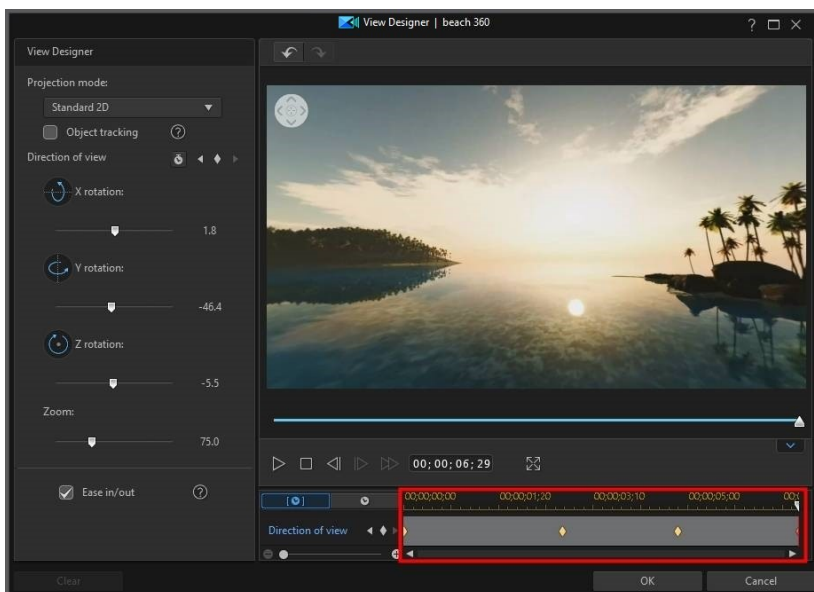 View Designer | beach 360
View Designer
Projection mode:
Standard 2D
Object tracking
Direction of view
X rotation:
1.8
Y rotation:
-46.4
Z rotation:
-5.5
Zoom:
75.0
Ease in/out
00;00;06;29
00;00;00;00 00;00;01;20 00;00;03;10 00;00;05;00
Direction of view
Clear
OK Cancel